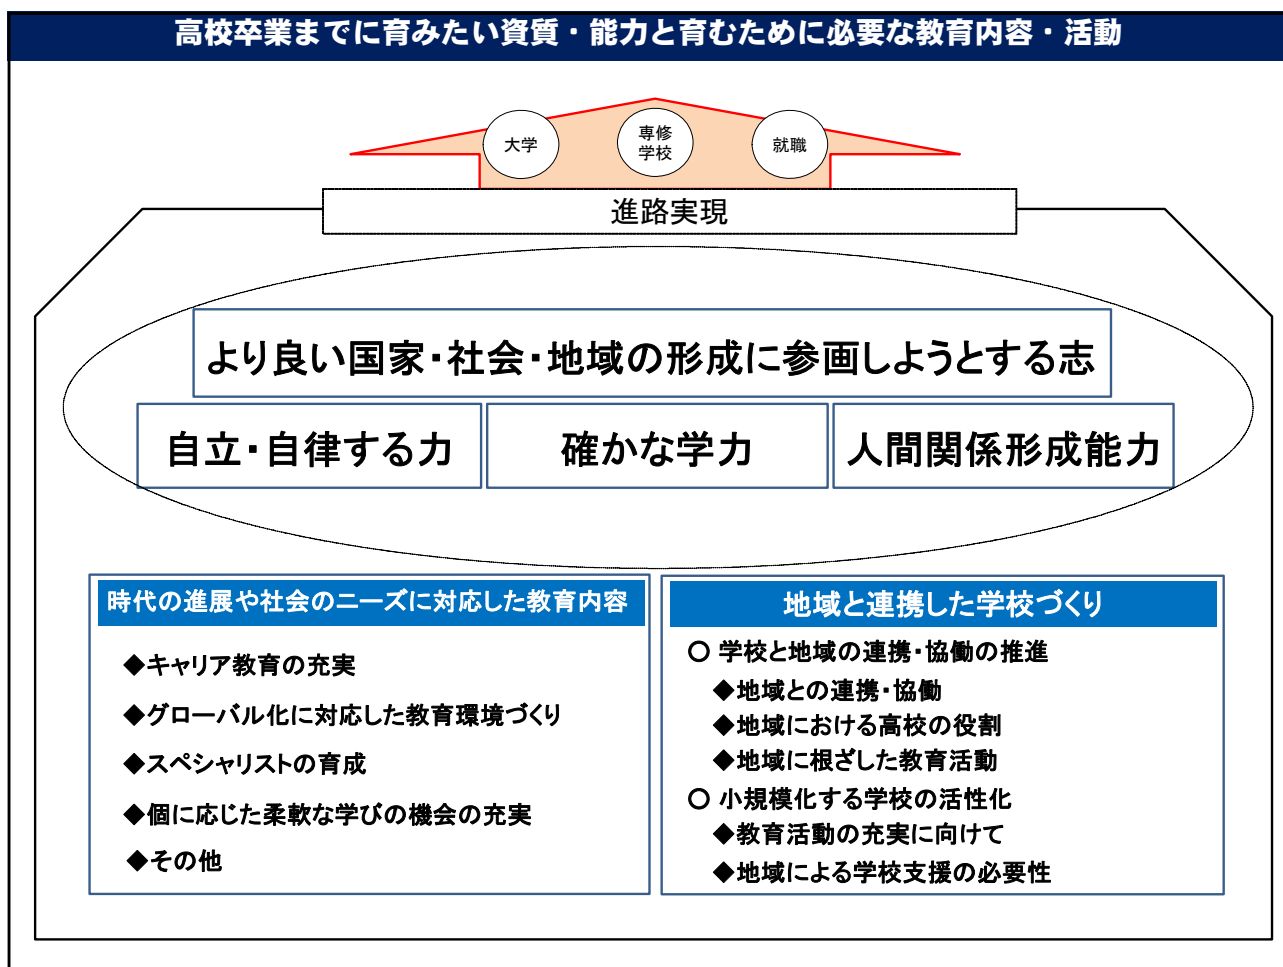 高校卒業までに育みたい資質・能力と育むために必要な教育内容・活動
大学
専修
学校
就職
進路実現
より良い国家・社会・地域の形成に参画しようとする志
自立・自律する力
確かな学力
人間関係形成能力
時代の進展や社会のニーズに対応した教育内容
◆キャリア教育の充実
◆グローバル化に対応した教育環境づくり
◆スペシャリストの育成
◆個に応じた柔軟な学びの機会の充実
◆その他
地域と連携した学校づくり
○ 学校と地域の連携・協働の推進
◆地域との連携・協働
◆地域における高校の役割
◆地域に根ざした教育活動
○ 小規模化する学校の活性化
◆教育活動の充実に向けて
◆地域による学校支援の必要性